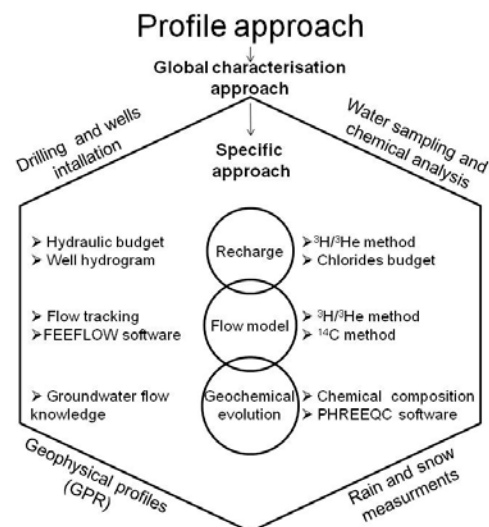 Profile approach
Global characterisation
approach
Drilling and wells
intallation
Water sampling and
chemical analysis
Specific
approach
➢ Hydraulic budget
➢ Well hydrogram
Recharge
➢ ³H/³He method
➢ Chlorides budget
➢ Flow tracking
➢FEEFLOW software
Flow model
➢ ³H/³He method
➢ ¹⁴C method
➢ Groundwater flow
knowledge
Geochemical
evolution
➢ Chemical composition
➢ PHREEQC software
Geophysical profiles
(GPR)
Rain and snow
measurments